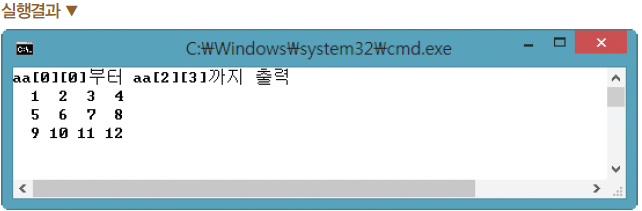 실행결과 ▼
C:₩Windows₩system32₩cmd.exe
aa[0][0]부터 aa[2][3]까지 출력
1 2 3 4
5 6 7 8
9 10 11 12